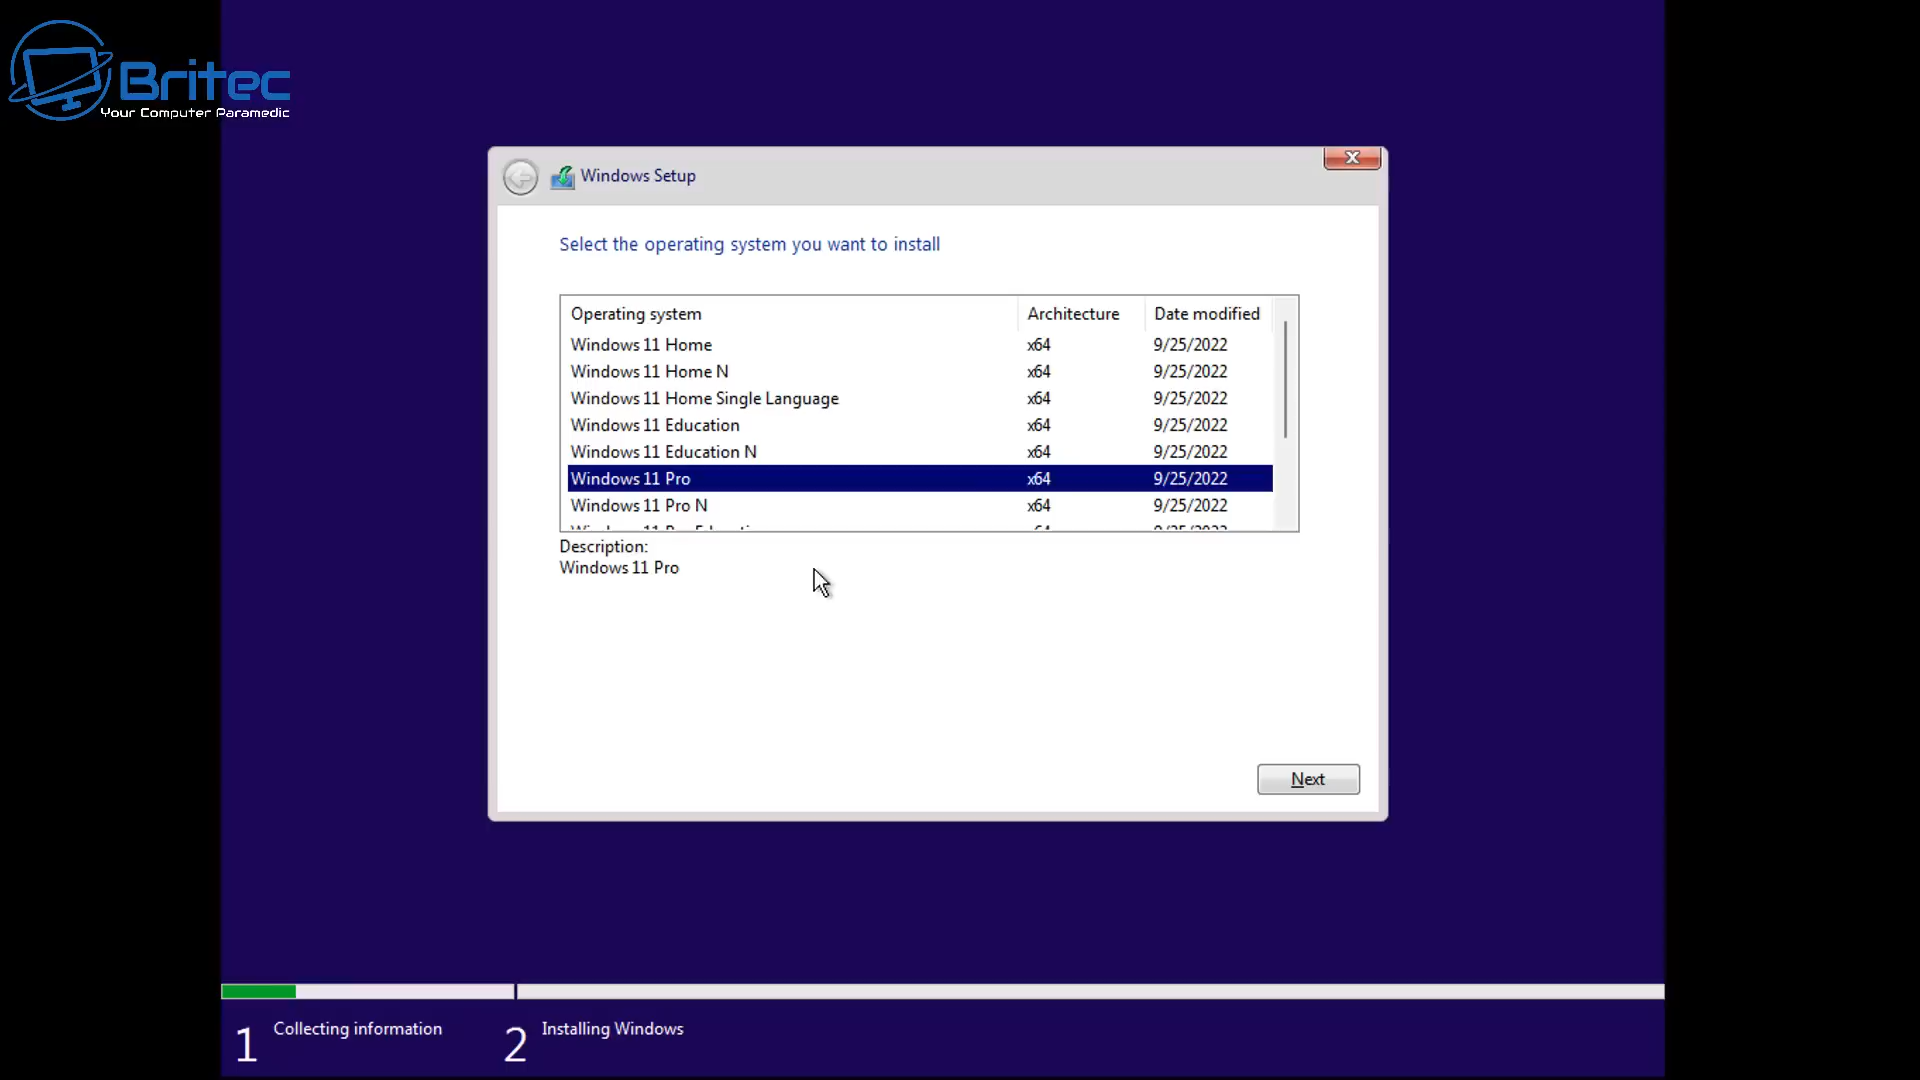 Britec
Your Computer Paramedic
Windows Setup
Select the operating system you want to install
Operating system Architecture Date modified
Windows 11 Home x64 9/25/2022
Windows 11 Home N x64 9/25/2022
Windows 11 Home Single Language x64 9/25/2022
Windows 11 Education x64 9/25/2022
Windows 11 Education N x64 9/25/2022
Windows 11 Pro x64 9/25/2022
Windows 11 Pro N x64 9/25/2022
Description:
Windows 11 Pro
Next
1 Collecting information 2 Installing Windows